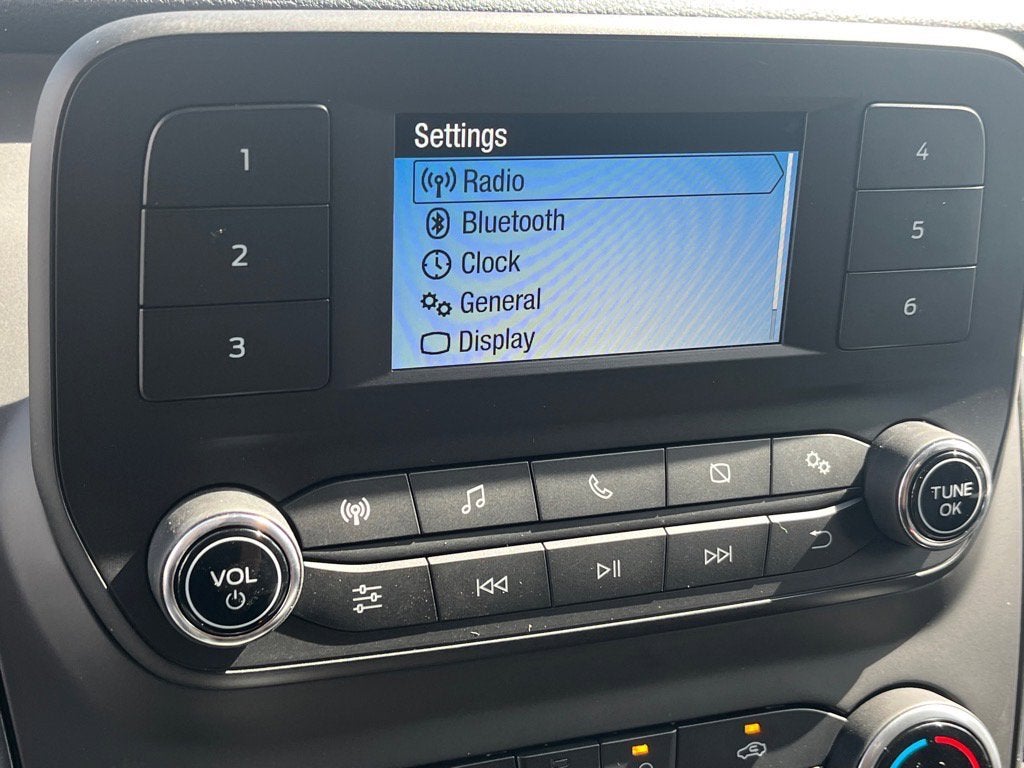 Settings
Radio
Bluetooth
Clock
General
Display
1
2
3
4
5
6
VOL
TUNE
OK